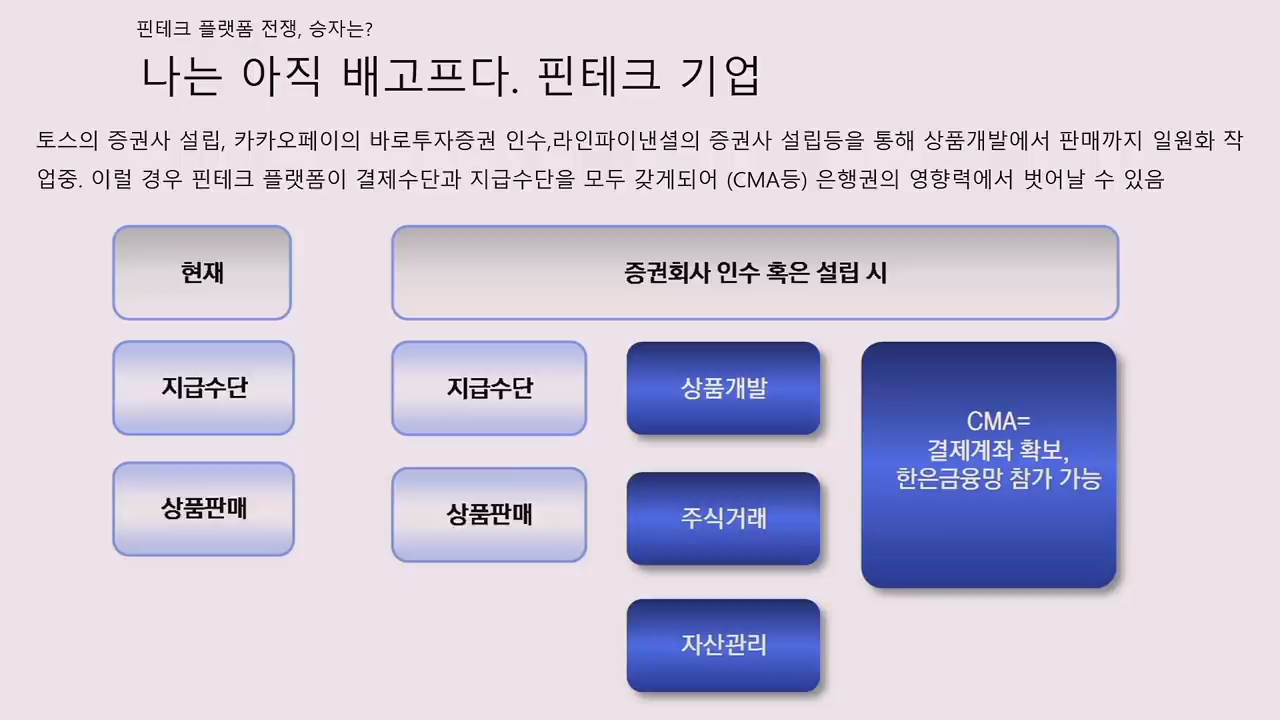 핀테크 플랫폼 전쟁, 승자는?
나는 아직 배고프다. 핀테크 기업
토스의 증권사 설립, 카카오페이의 바로투자증권 인수,라인파이낸셜의 증권사 설립등을 통해 상품개발에서 판매까지 일원화 작
업중. 이럴 경우 핀테크 플랫폼이 결제수단과 지급수단을 모두 갖게되어 (CMA등) 은행권의 영향력에서 벗어날 수 있음
현재
증권회사 인수 혹은 설립 시
지급수단
지급수단
상품개발
CMA=
결제계좌 확보,
한은금융망 참가 가능
상품판매
상품판매
주식거래
자산관리